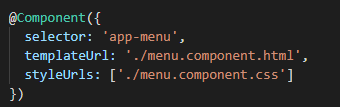 @Component({
  selector: 'app-menu',
  templateUrl: './menu.component.html',
  styleUrls: ['./menu.component.css']
})